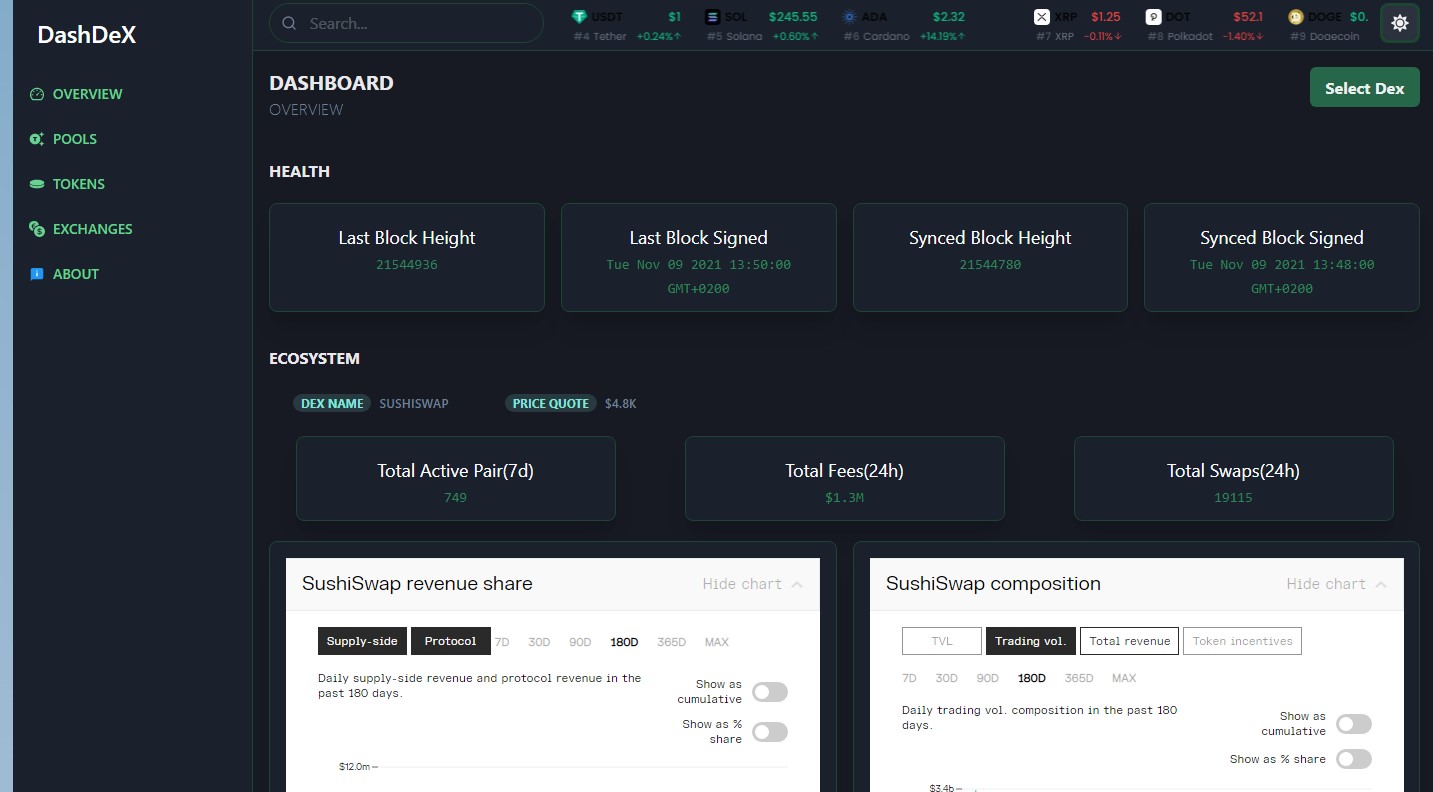 DashDeX
OVERVIEW
POOLS
TOKENS
EXCHANGES
ABOUT
Search...
USDT $1
#4 Tether +0.24%↑
SOL $245.55
#5 Solana +0.60%↑
ADA $2.32
#6 Cardano +14.19%↑
XRP $1.25
#7 XRP -0.11%↓
DOT $52.1
#8 Polkadot -1.40%↓
DOGE $0.
#9 Dogecoin
DASHBOARD
OVERVIEW
Select Dex
HEALTH
Last Block Height
21544936
Last Block Signed
Tue Nov 09 2021 13:50:00
GMT+0200
Synced Block Height
21544780
Synced Block Signed
Tue Nov 09 2021 13:48:00
GMT+0200
ECOSYSTEM
DEX NAME SUSHISWAP
PRICE QUOTE $4.8K
Total Active Pair(7d)
749
Total Fees(24h)
$1.3M
Total Swaps(24h)
19115
SushiSwap revenue share
Hide chart
Supply-side Protocol 7D 30D 90D 180D 365D MAX
Daily supply-side revenue and protocol revenue in the
past 180 days.
Show as
cumulative
Show as %
share
$12.0m
SushiSwap composition
Hide chart
TVL Trading vol. Total revenue Token incentives
7D 30D 90D 180D 365D MAX
Daily trading vol. composition in the past 180
days.
Show as
cumulative
Show as % share
$3.4b